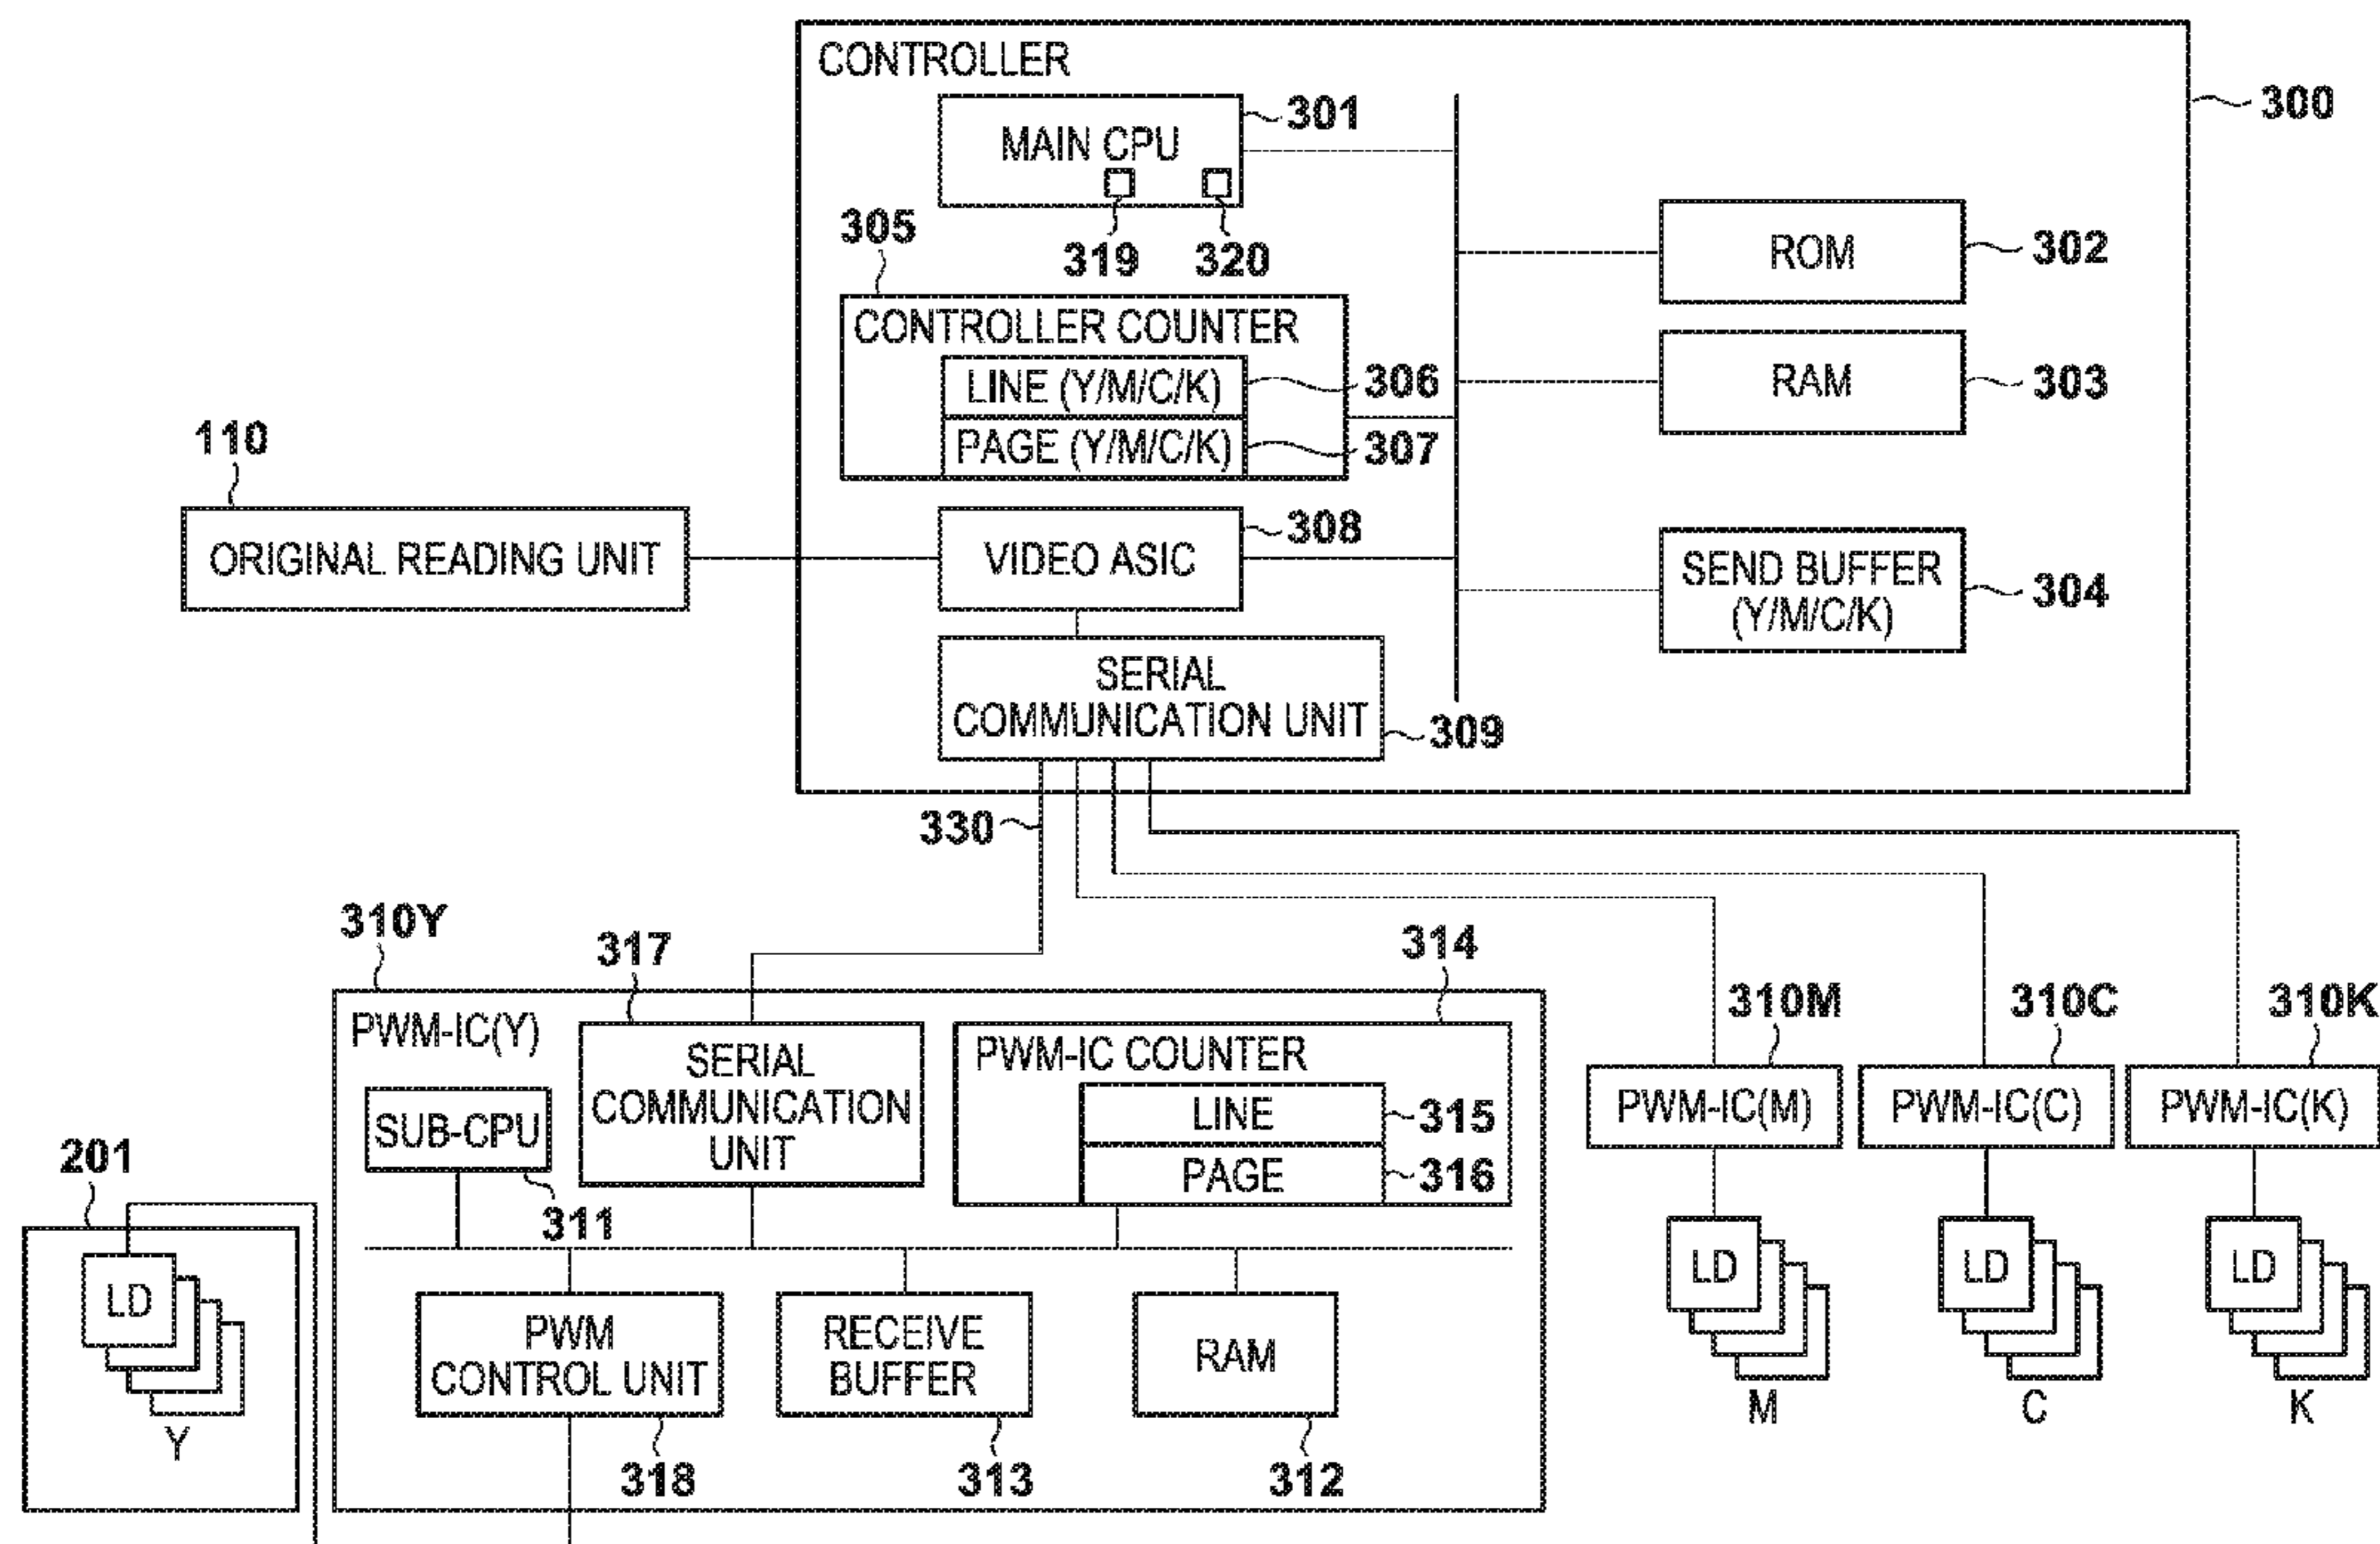 CONTROLLER
300
MAIN CPU
301
319
320
305
ROM
302
CONTROLLER COUNTER
LINE (Y/M/C/K)
306
PAGE (Y/M/C/K)
307
RAM
303
110
ORIGINAL READING UNIT
VIDEO ASIC
308
SEND BUFFER
(Y/M/C/K)
304
SERIAL
COMMUNICATION UNIT
309
330
310Y
317
314
PWM-IC(Y)
SERIAL
COMMUNICATION
UNIT
PWM-IC COUNTER
LINE
315
PAGE
316
SUB-CPU
311
310M
310C
310K
PWM-IC(M)
PWM-IC(C)
PWM-IC(K)
201
LD
Y
LD
M
LD
C
LD
K
PWM
CONTROL UNIT
318
RECEIVE
BUFFER
313
RAM
312